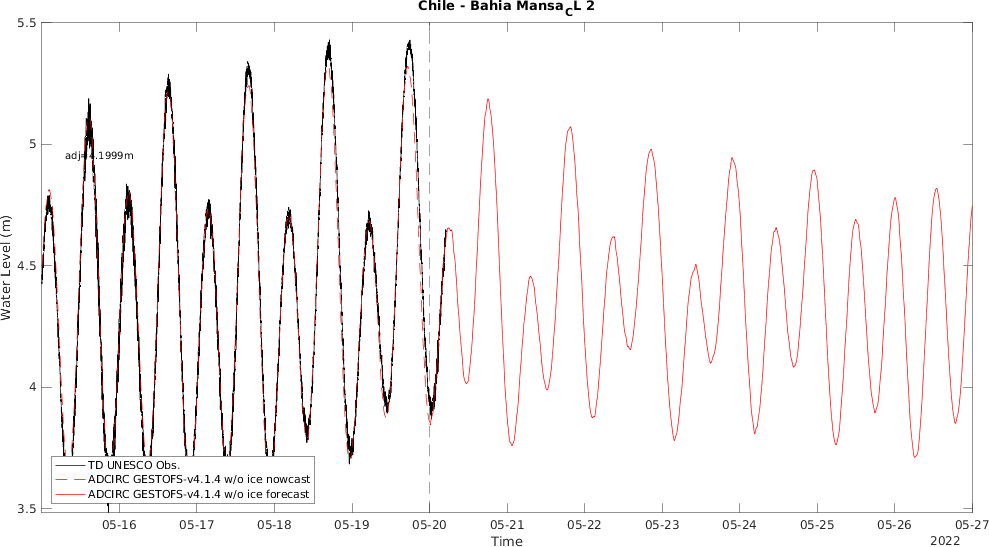 Chile - Bahia Mansa_CL 2
5.5
5
adj=4.1999m
4.5
Water Level (m)
4
TD UNESCO Obs.
ADCIRC GESTOFS-v4.1.4 w/o ice nowcast
ADCIRC GESTOFS-v4.1.4 w/o ice forecast
3.5
05-16 05-17 05-18 05-19 05-20 05-21 05-22 05-23 05-24 05-25 05-26 05-27
Time
2022